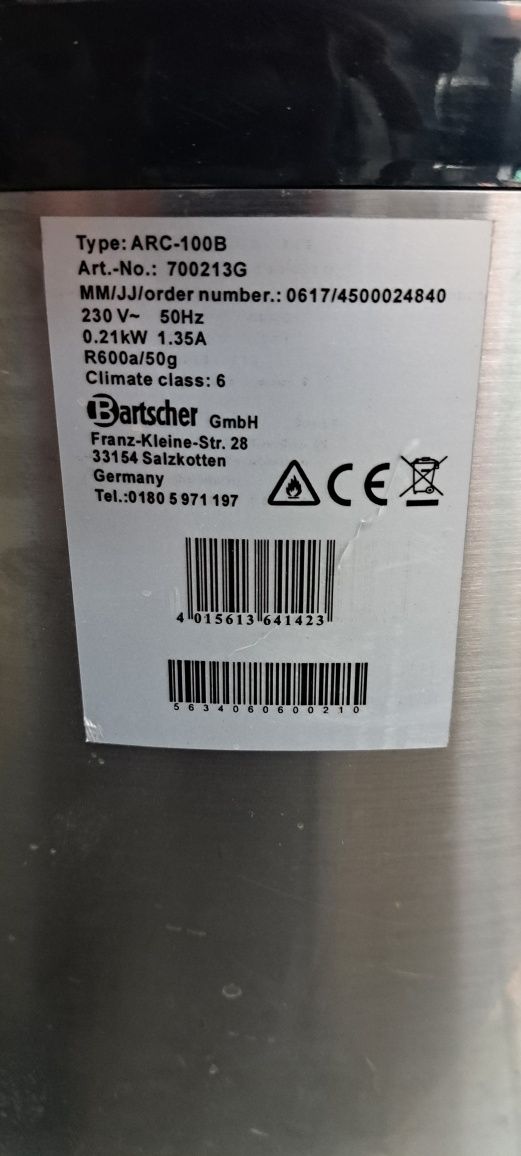 Type: ARC-100B
Art.-No.: 700213G
MM/JJ/order number.: 0617/4500024840
230 V~ 50Hz
0.21kW 1.35A
R600a/50g
Climate class: 6
Bartscher GmbH
Franz-Kleine-Str. 28
33154 Salzkotten
Germany
Tel.:0180 5 971 197
CE
4 015613 641423
5634060600210